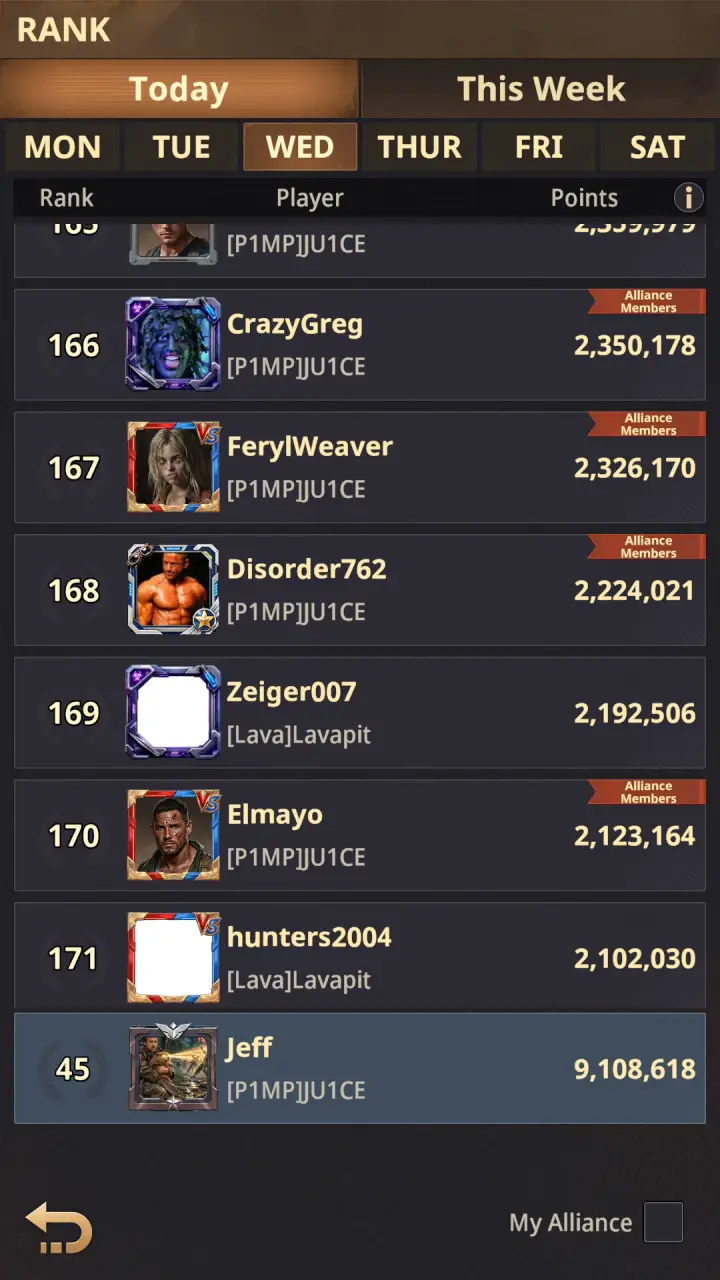 RANK
Today
This Week
MON
TUE
WED
THUR
FRI
SAT
Rank
Player
Points
[P1MP]JU1CE
Alliance
Members
166
CrazyGreg
[P1MP]JU1CE
2,350,178
Alliance
Members
167
FerylWeaver
[P1MP]JU1CE
2,326,170
Alliance
Members
168
Disorder762
[P1MP]JU1CE
2,224,021
169
Zeiger007
[Lava]Lavapit
2,192,506
Alliance
Members
170
Elmayo
[P1MP]JU1CE
2,123,164
171
hunters2004
[Lava]Lavapit
2,102,030
45
Jeff
[P1MP]JU1CE
9,108,618
My Alliance